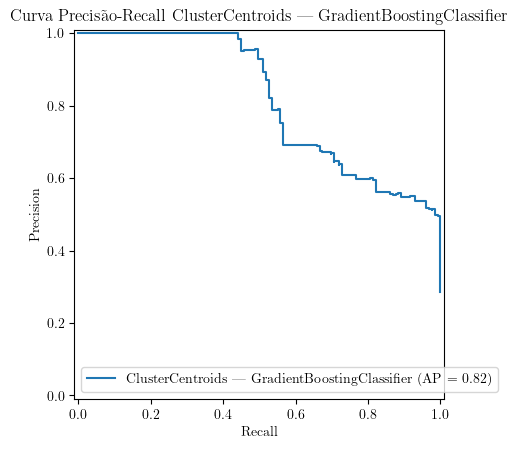 Curva Precisão-Recall ClusterCentroids — GradientBoostingClassifier
1.0
0.8
0.6
0.4
0.2
0.0
Precision
ClusterCentroids — GradientBoostingClassifier (AP = 0.82)
0.0 0.2 0.4 0.6 0.8 1.0
Recall